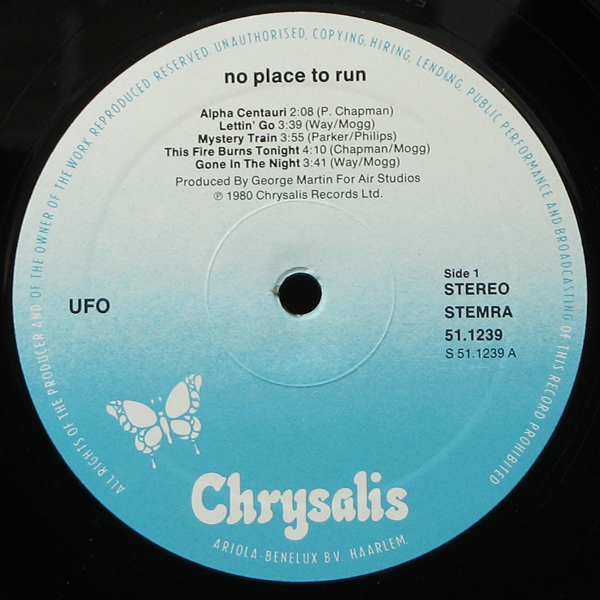 ALL RIGHTS OF THE PRODUCER AND OF THE OWNER OF THE WORK REPRODUCED RESERVED. UNAUTHORISED, COPYING, HIRING, LENDING, PUBLIC PERFORMANCE AND BROADCASTING OF THIS RECORD PROHIBITED
no place to run
Alpha Centauri 2:08 (P. Chapman)
Lettin' Go 3:39 (Way/Mogg)
Mystery Train 3:55 (Parker/Philips)
This Fire Burns Tonight 4:10 (Chapman/Mogg)
Gone In The Night 3:41 (Way/Mogg)
Produced By George Martin For Air Studios
℗ 1980 Chrysalis Records Ltd.
UFO
Side 1
STEREO
STEMRA
51.1239
S 51.1239 A
Chrysalis
ARIOLA-BENELUX B.V. HAARLEM.